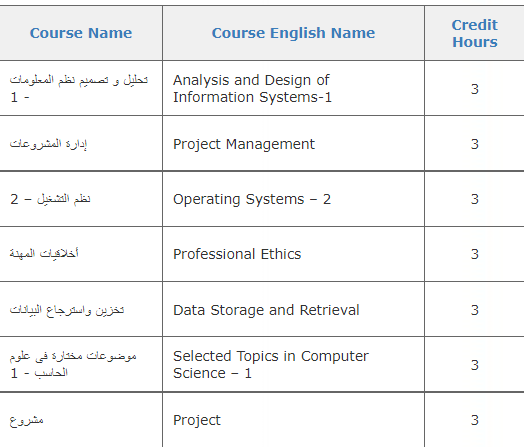 Course Name
Course English Name
Credit
Hours
تحليل و تصميم نظم المعلومات
- 1
Analysis and Design of
Information Systems-1
3
إدارة المشروعات
Project Management
3
نظم التشغيل – 2
Operating Systems – 2
3
أخلاقيات المهنة
Professional Ethics
3
تخزين واسترجاع البيانات
Data Storage and Retrieval
3
موضوعات مختارة فى علوم
الحاسب - 1
Selected Topics in Computer
Science – 1
3
مشروع
Project
3